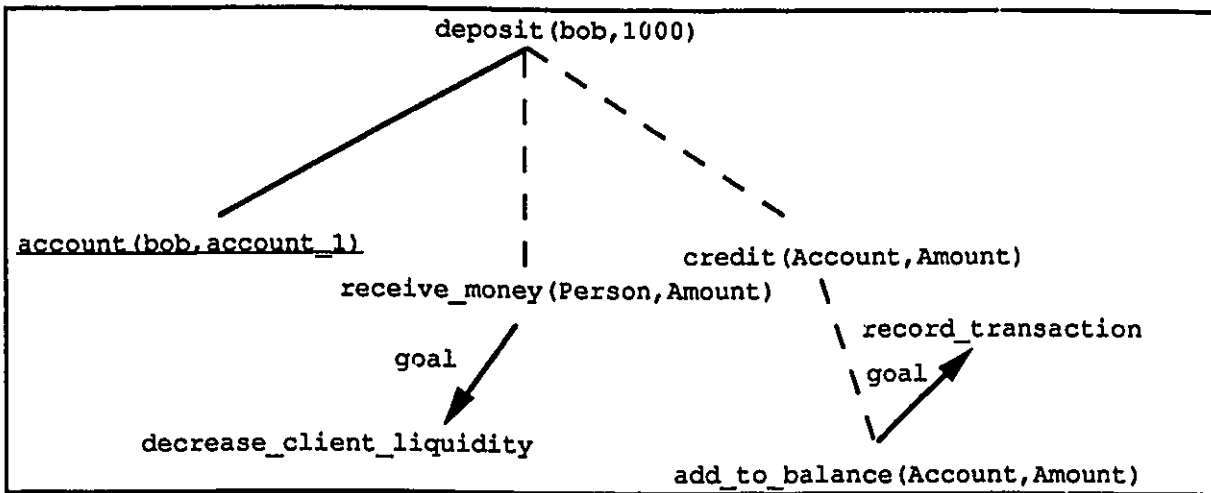 deposit(bob,1000)
account(bob,account_1)
credit(Account,Amount)
receive_money(Person,Amount)
record_transaction
goal
goal
decrease_client_liquidity
add_to_balance(Account,Amount)